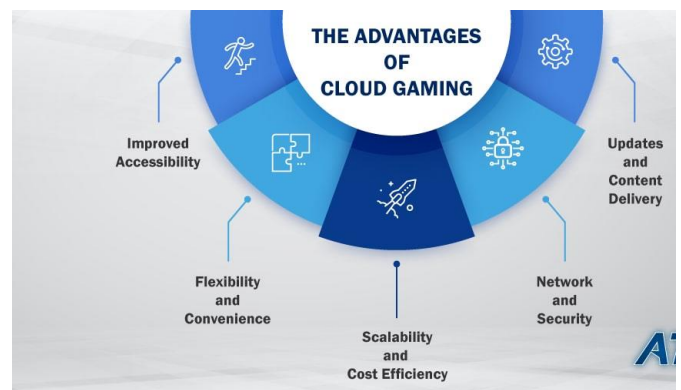 THE ADVANTAGES
OF
CLOUD GAMING
Improved
Accessibility
Flexibility
and
Convenience
Scalability
and
Cost Efficiency
Network
and
Security
Updates
and
Content
Delivery